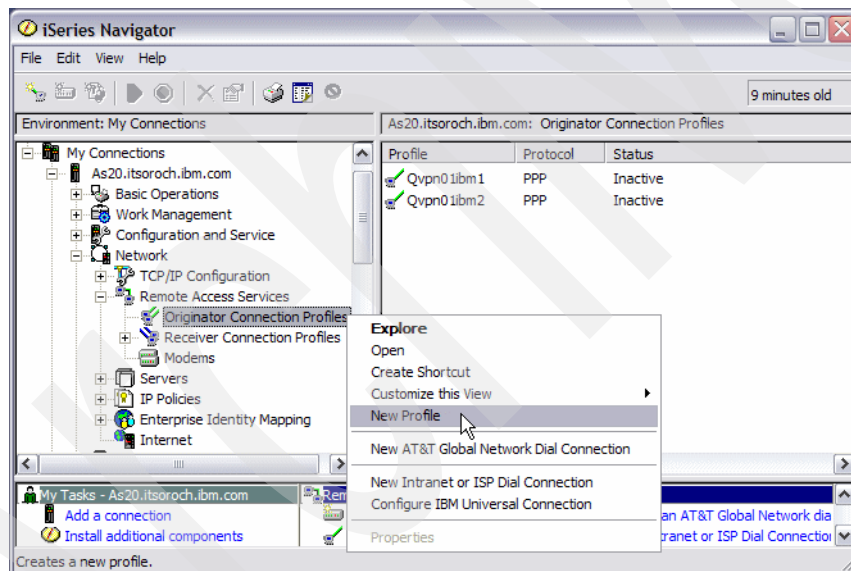 iSeries Navigator
File Edit View Help
9 minutes old
Environment: My Connections
As20.itsoroch.ibm.com: Originator Connection Profiles
My Connections
As20.itsoroch.ibm.com
Basic Operations
Work Management
Configuration and Service
Network
TCP/IP Configuration
Remote Access Services
Originator Connection Profiles
Receiver Connection Profiles
Modems
Servers
IP Policies
Enterprise Identity Mapping
Internet
Profile Protocol Status
Qvpn01ibm1 PPP Inactive
Qvpn01ibm2 PPP Inactive
Explore
Open
Create Shortcut
Customize this View
New Profile
New AT&T Global Network Dial Connection
New Intranet or ISP Dial Connection
Configure IBM Universal Connection
Properties
My Tasks - As20.itsoroch.ibm.com
Add a connection
Install additional components
Rem
an AT&T Global Network dia
tranet or ISP Dial Connection
Creates a new profile.